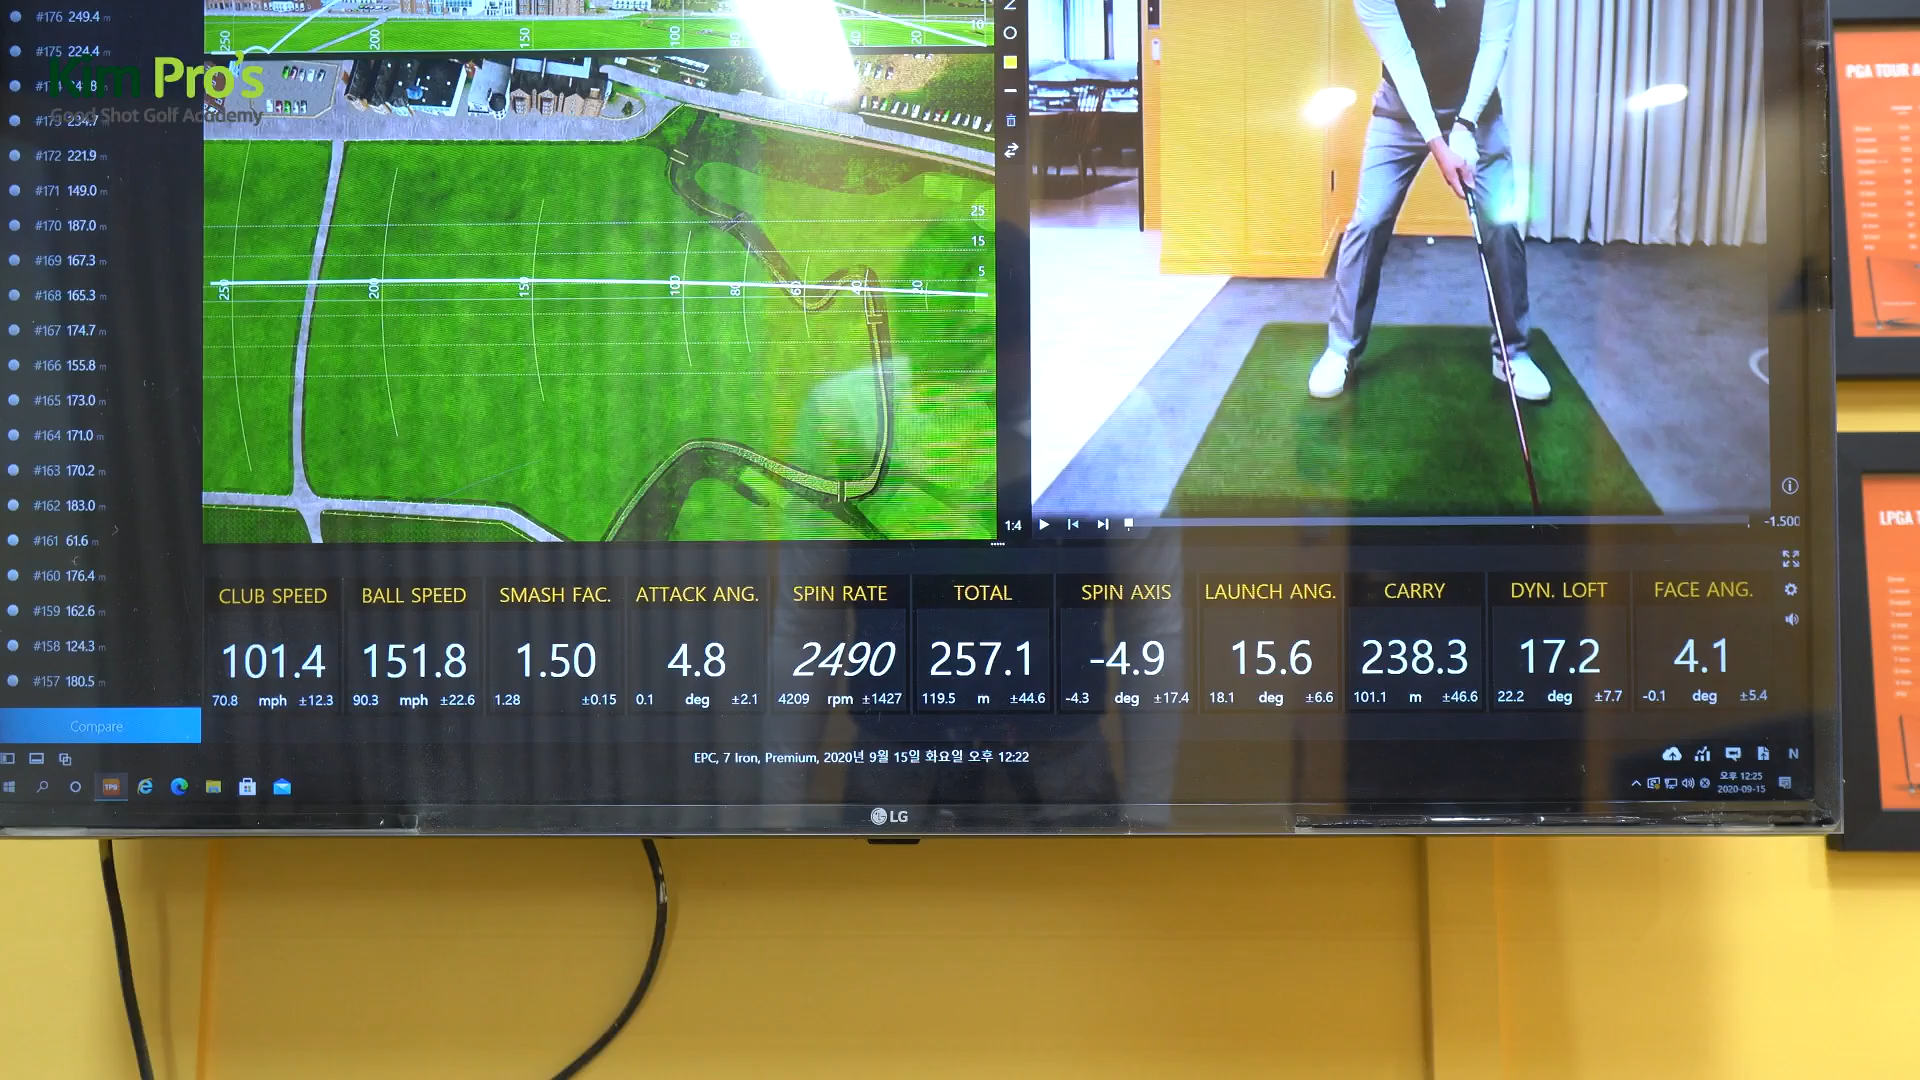 #176 249.4 m
#175 224.4 m
Kim Pro's
Good Shot Golf Academy
#172 221.9 m
#171 149.0 m
#170 187.0 m
#169 167.3 m
#168 165.3 m
#167 174.7 m
#166 155.8 m
#165 173.0 m
#164 171.0 m
#163 170.2 m
#162 183.0 m
#161 61.6 m
#160 176.4 m
#159 162.6 m
#158 124.3 m
#157 180.5 m
Compare
250 200 150 100 80 40 20 10
25
15
5
250 200 150 100 80 60 40 20
1:4
-1.500
CLUB SPEED BALL SPEED SMASH FAC. ATTACK ANG. SPIN RATE TOTAL SPIN AXIS LAUNCH ANG. CARRY DYN. LOFT FACE ANG.
101.4 151.8 1.50 4.8 2490 257.1 -4.9 15.6 238.3 17.2 4.1
70.8 mph ±12.3 90.3 mph ±22.6 1.28 ±0.15 0.1 deg ±2.1 4209 rpm ±1427 119.5 m ±44.6 -4.3 deg ±17.4 18.1 deg ±6.6 101.1 m ±46.6 22.2 deg ±7.7 -0.1 deg ±5.4
EPC, 7 Iron, Premium, 2020년 9월 15일 화요일 오후 12:22
N
TPS
오후 12:25
2020-09-15
LG
PGA TOUR A
LPGA T